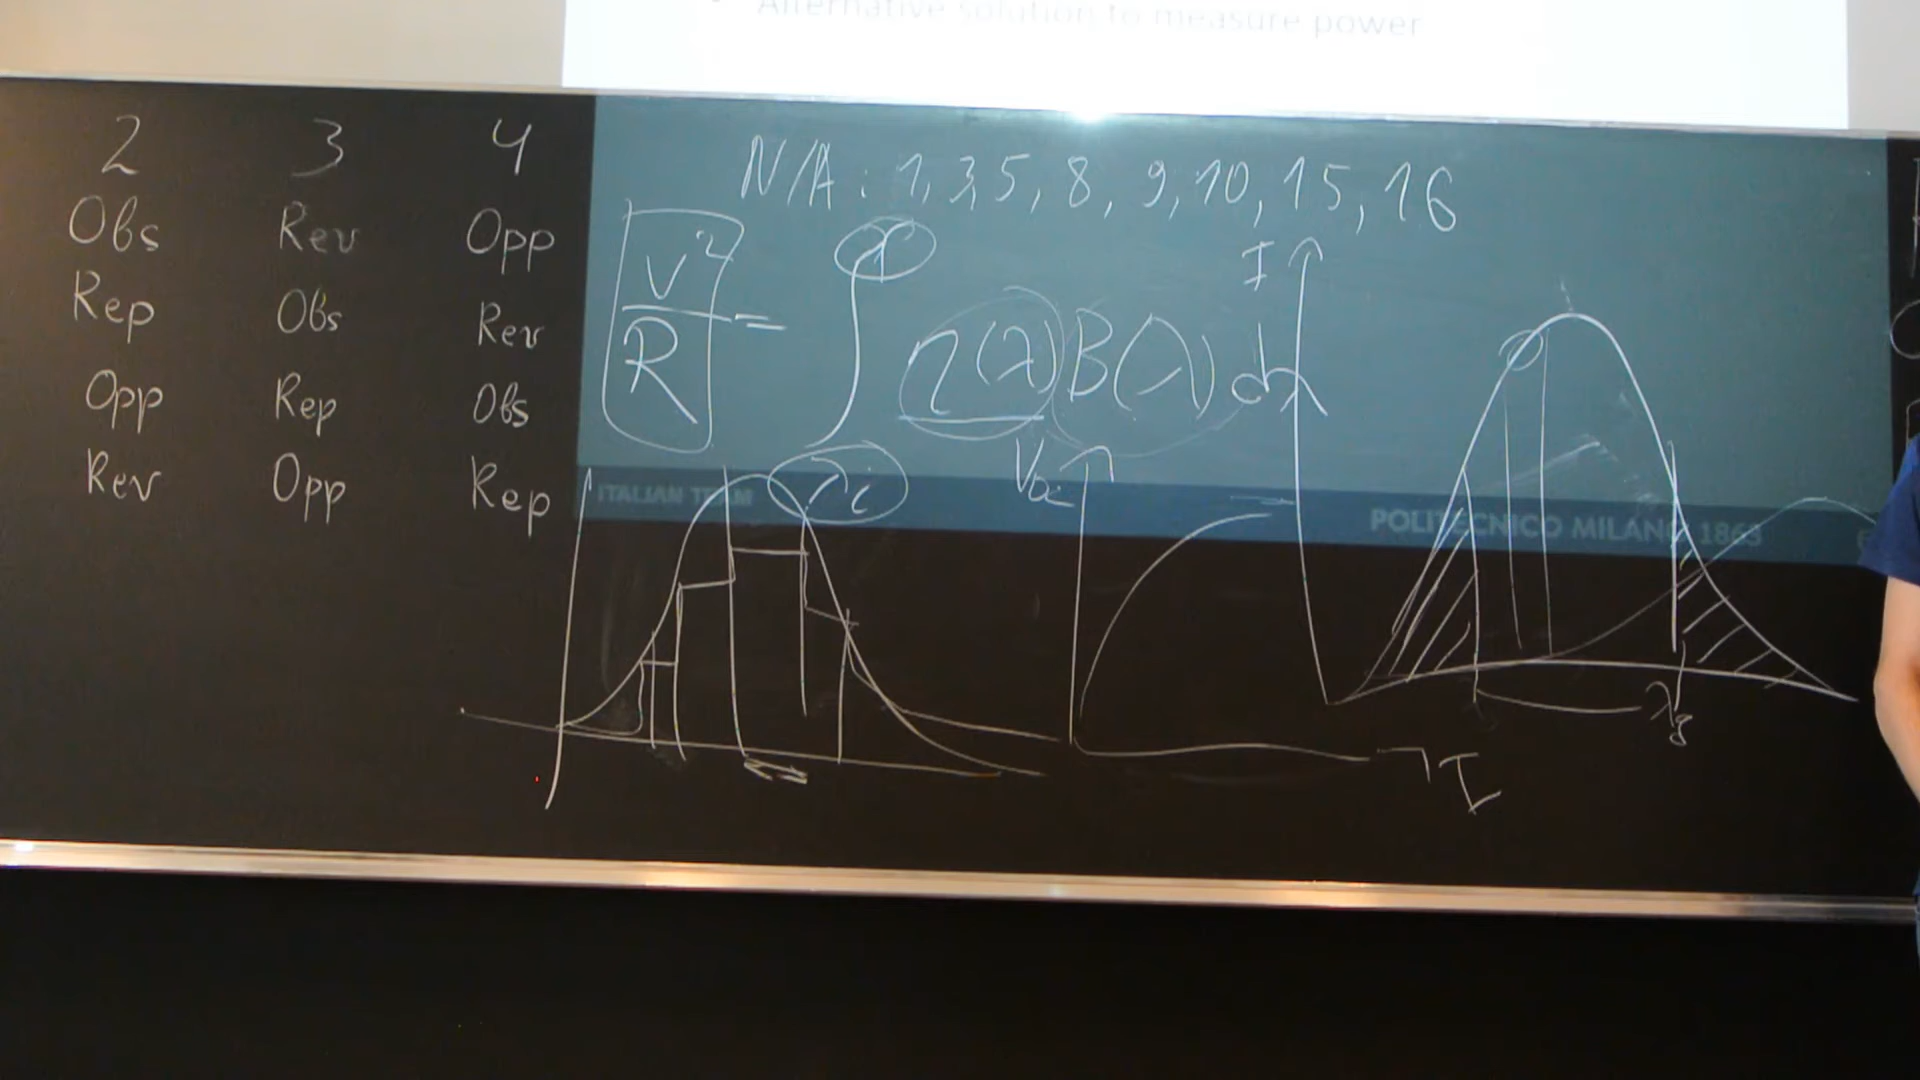 Alternative solution to measure power
2 3 4
Obs Rev Opp
Rep Obs Rev
Opp Rep Obs
Rev Opp Rep
N/A: 1, 3, 5, 8, 9, 10, 15, 16
V²/R = ∫ η(λ) B(λ) dλ
λi
I
Voc
I
λg
ITALIAN TEAM
POLITECNICO MILANO 1863